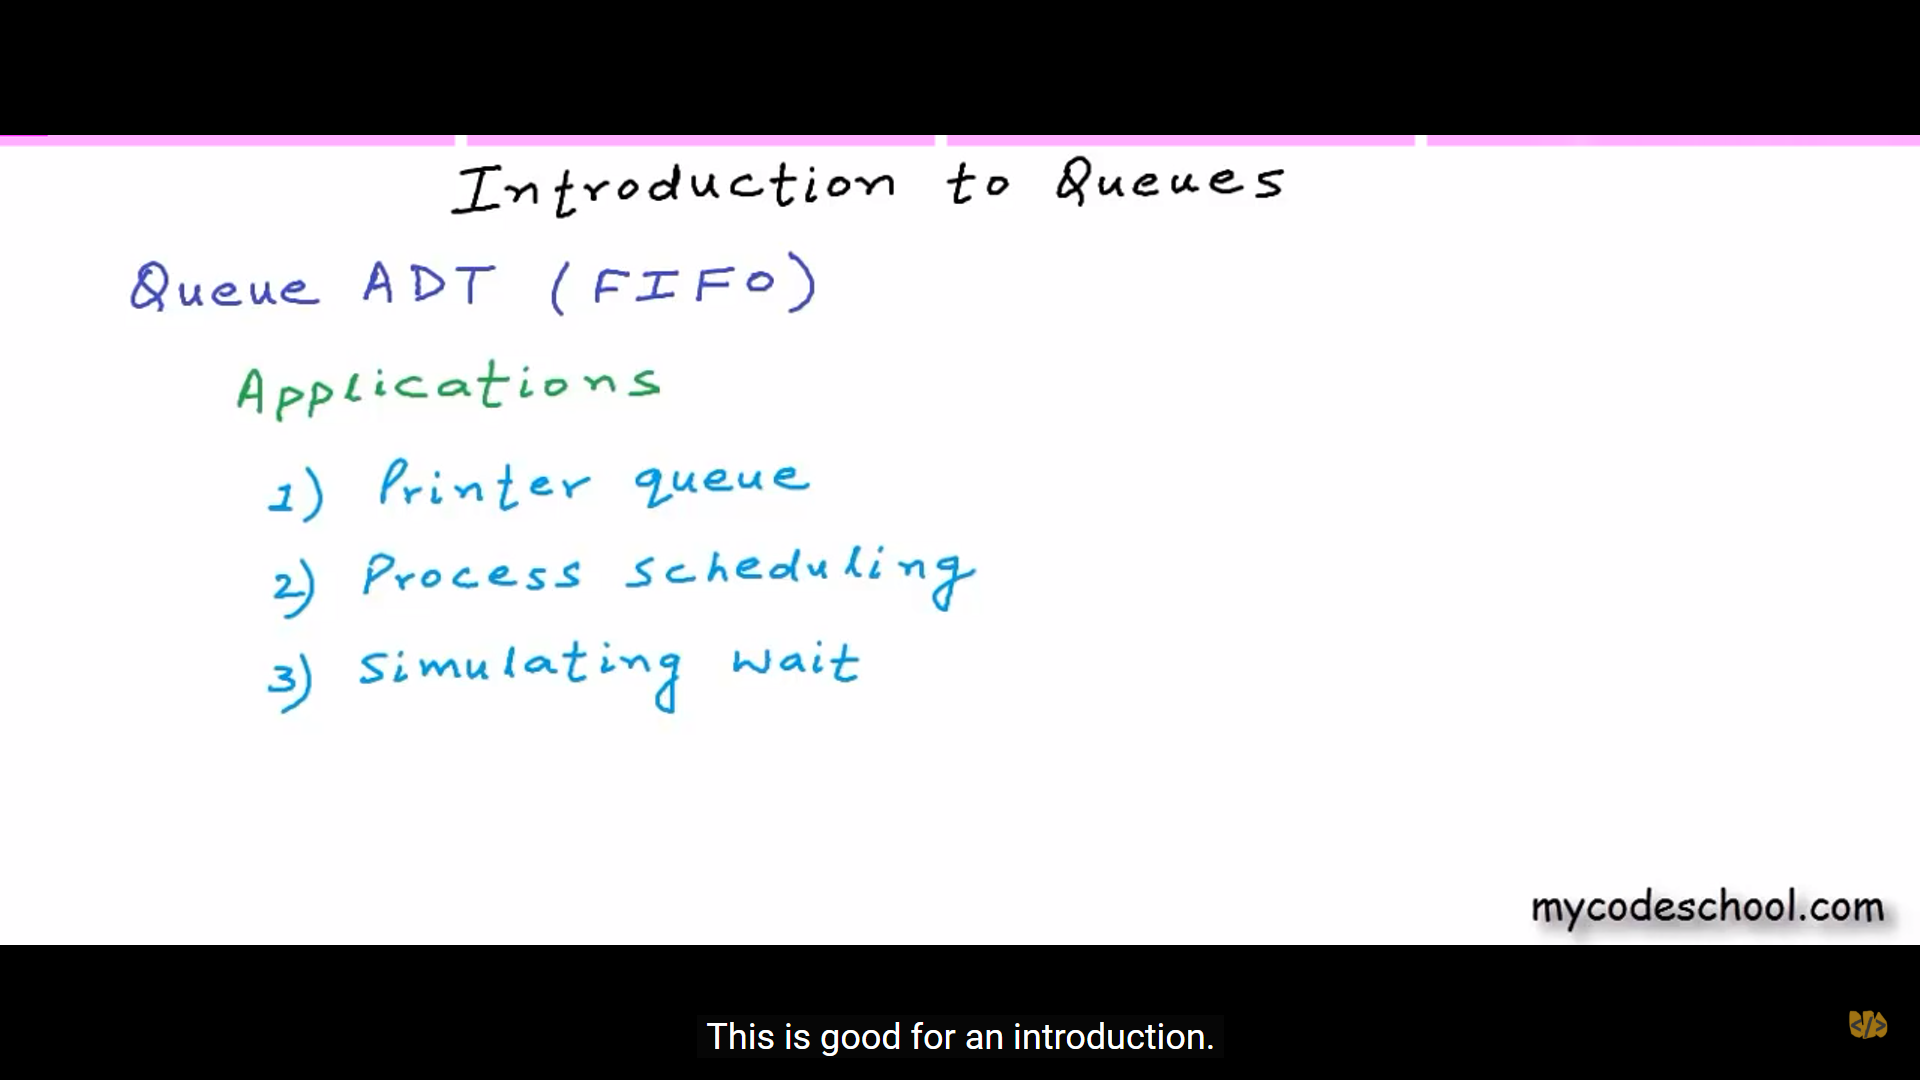 Introduction to Queues
Queue ADT (FIFO)
Applications
1) Printer queue
2) Process scheduling
3) Simulating wait
mycodeschool.com
This is good for an introduction.